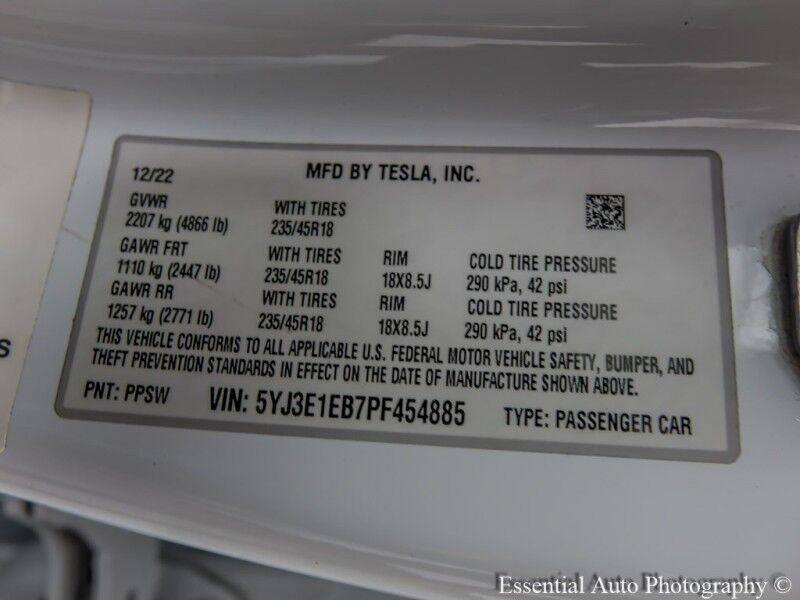 12/22 MFD BY TESLA, INC.
GVWR WITH TIRES
2207 kg (4866 lb) 235/45R18
GAWR FRT WITH TIRES RIM COLD TIRE PRESSURE
1110 kg (2447 lb) 235/45R18 18X8.5J 290 kPa, 42 psi
GAWR RR WITH TIRES RIM COLD TIRE PRESSURE
1257 kg (2771 lb) 235/45R18 18X8.5J 290 kPa, 42 psi
THIS VEHICLE CONFORMS TO ALL APPLICABLE U.S. FEDERAL MOTOR VEHICLE SAFETY, BUMPER, AND
THEFT PREVENTION STANDARDS IN EFFECT ON THE DATE OF MANUFACTURE SHOWN ABOVE.
PNT: PPSW VIN: 5YJ3E1EB7PF454885 TYPE: PASSENGER CAR
S
Essential Auto Photography ©